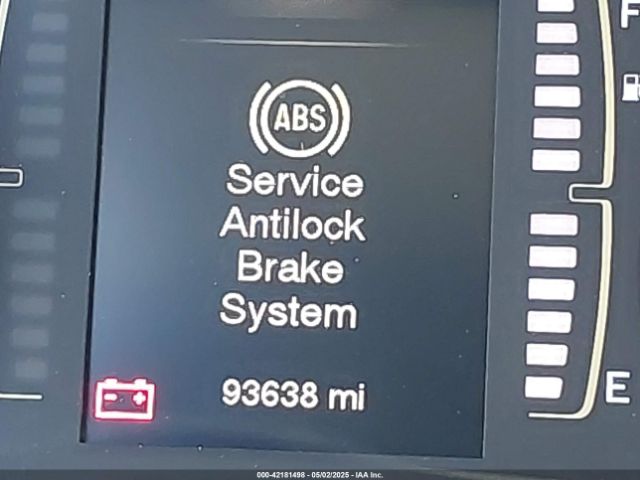 F
ABS
Service
Antilock
Brake
System
93638 mi
E
000-42181498 - 05/02/2025 - IAA Inc.